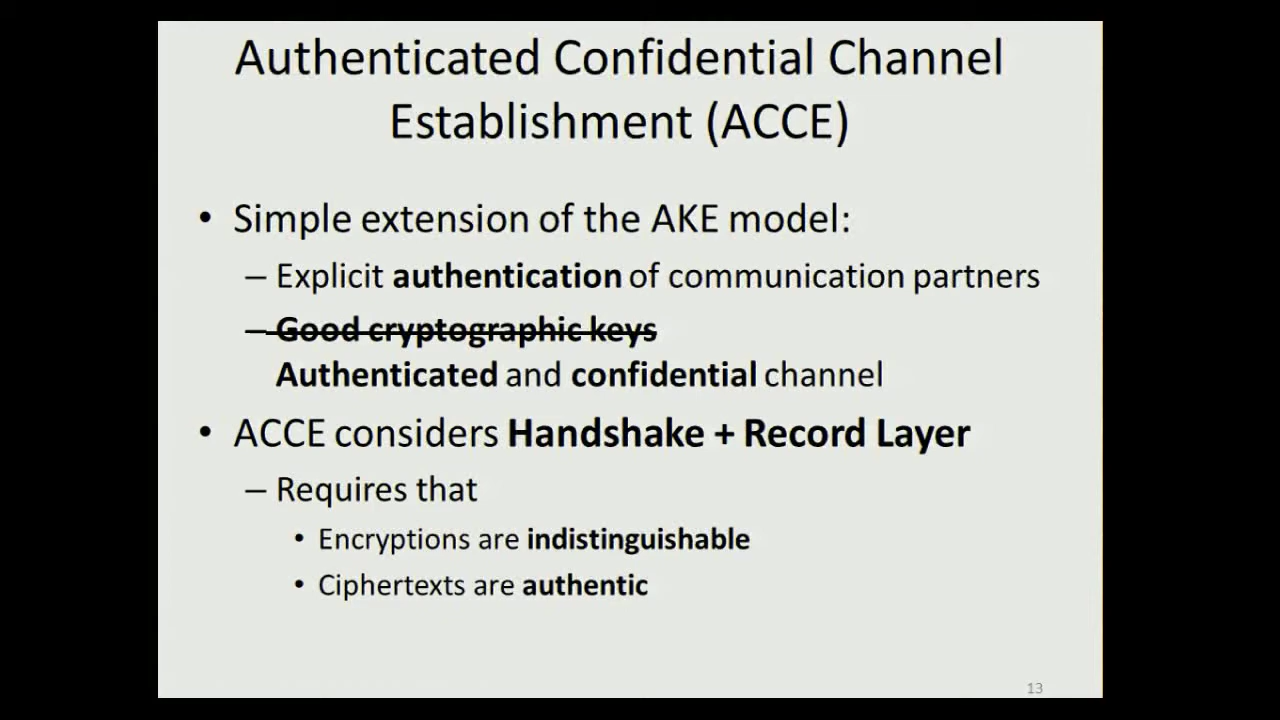 Authenticated Confidential Channel
Establishment (ACCE)
• Simple extension of the AKE model:
– Explicit authentication of communication partners
– Good cryptographic keys
Authenticated and confidential channel
• ACCE considers Handshake + Record Layer
– Requires that
• Encryptions are indistinguishable
• Ciphertexts are authentic
13